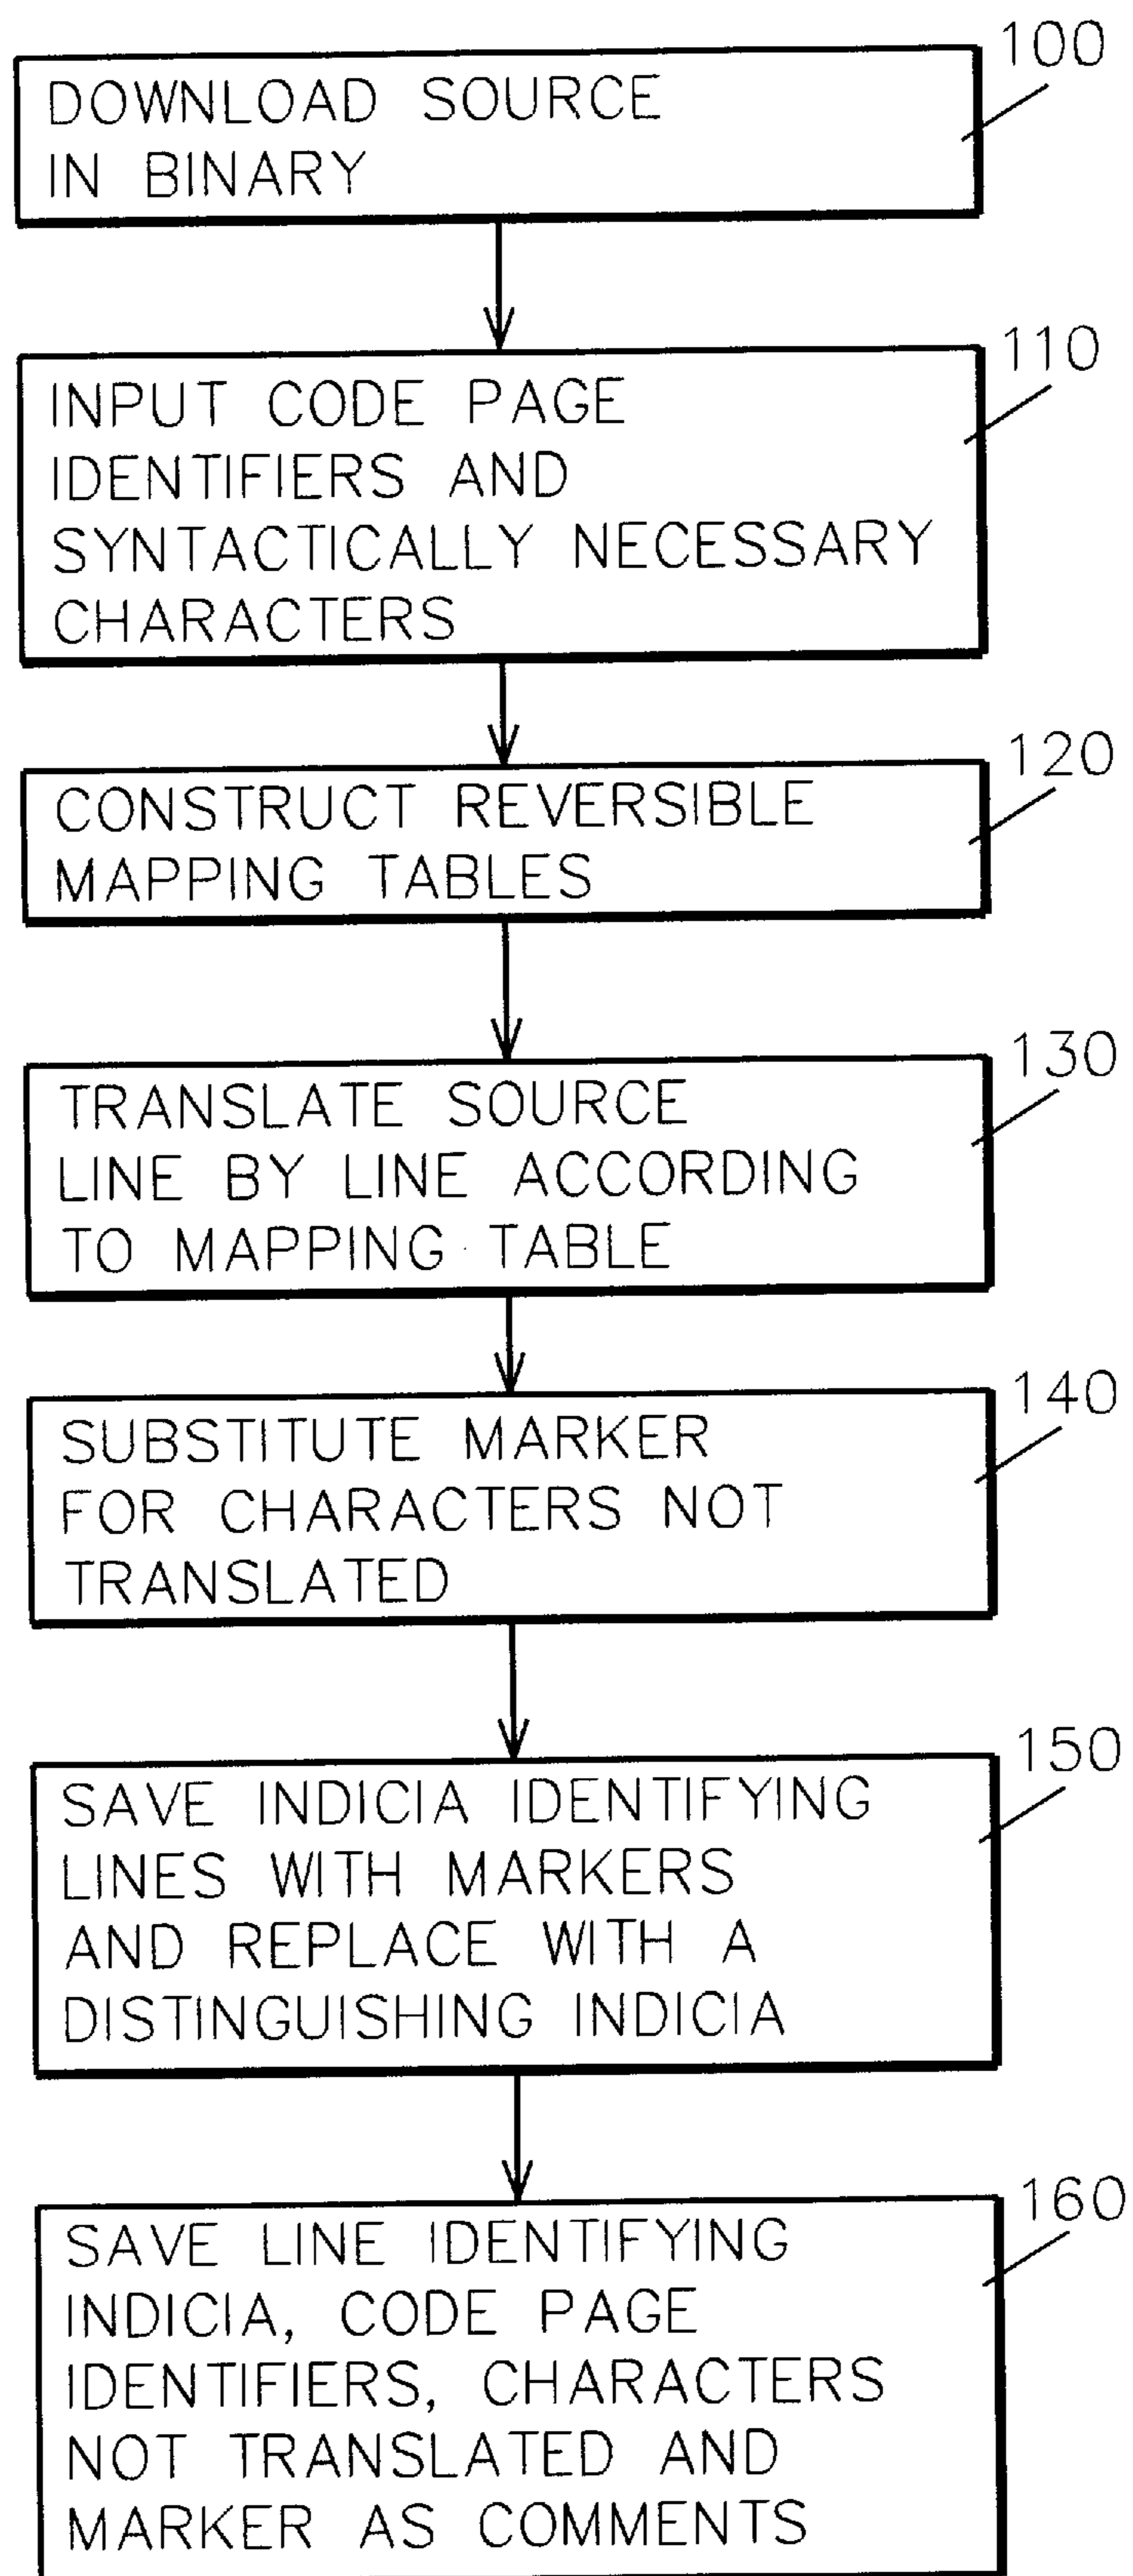 100
DOWNLOAD SOURCE
IN BINARY
110
INPUT CODE PAGE
IDENTIFIERS AND
SYNTACTICALLY NECESSARY
CHARACTERS
120
CONSTRUCT REVERSIBLE
MAPPING TABLES
130
TRANSLATE SOURCE
LINE BY LINE ACCORDING
TO MAPPING TABLE
140
SUBSTITUTE MARKER
FOR CHARACTERS NOT
TRANSLATED
150
SAVE INDICIA IDENTIFYING
LINES WITH MARKERS
AND REPLACE WITH A
DISTINGUISHING INDICIA
160
SAVE LINE IDENTIFYING
INDICIA, CODE PAGE
IDENTIFIERS, CHARACTERS
NOT TRANSLATED AND
MARKER AS COMMENTS